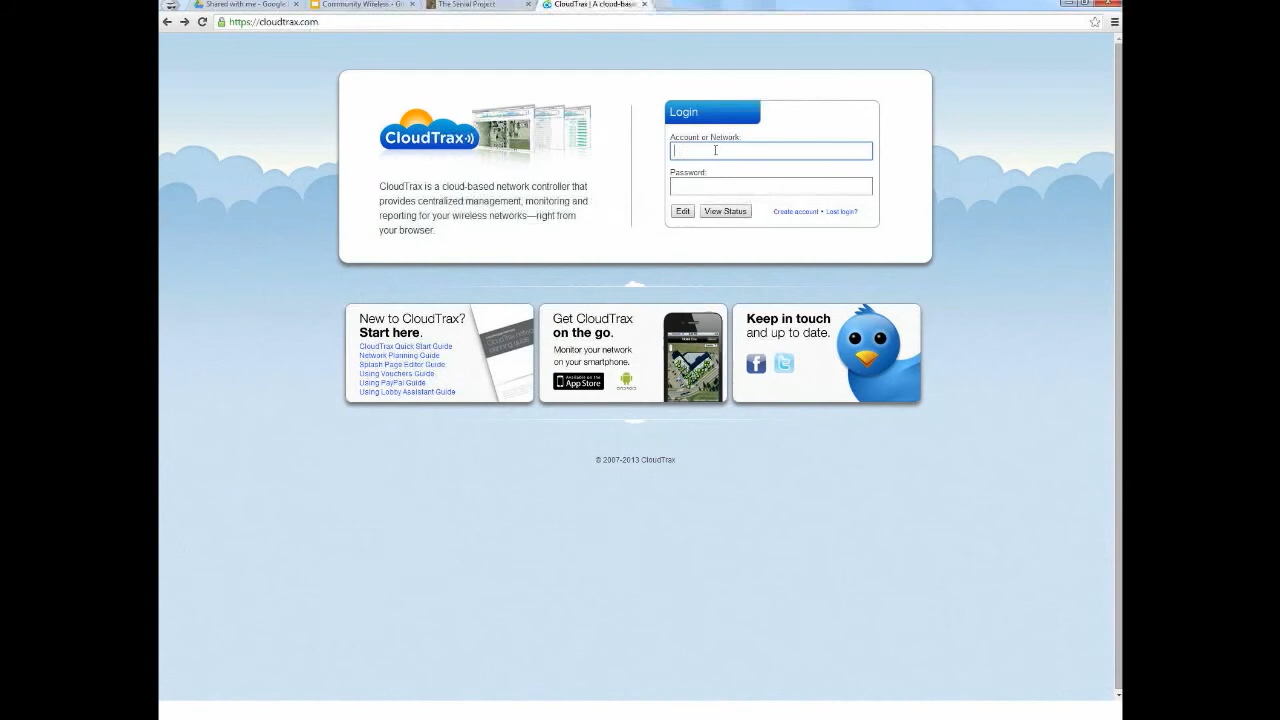 Shared with me - Google
Community Wireless - G
The Serval Project
CloudTrax | A cloud-base
https://cloudtrax.com
CloudTrax
CloudTrax is a cloud-based network controller that
provides centralized management, monitoring and
reporting for your wireless networks—right from
your browser.
Login
Account or Network:
Password:
Edit
View Status
Create account • Lost login?
New to CloudTrax?
Start here.
CloudTrax Quick Start Guide
Network Planning Guide
Splash Page Editor Guide
Using Vouchers Guide
Using PayPal Guide
Using Lobby Assistant Guide
Get CloudTrax
on the go.
Monitor your network
on your smartphone.
Available on the
App Store
ANDROID
Keep in touch
and up to date.
© 2007-2013 CloudTrax